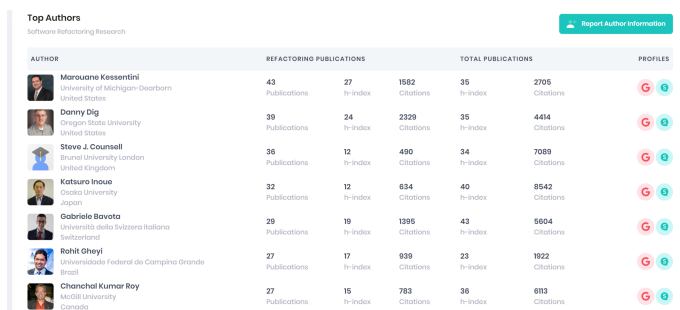 Top Authors
Software Refactoring Research
Report Author Information
AUTHOR REFACTORING PUBLICATIONS TOTAL PUBLICATIONS PROFILES
Marouane Kessentini
University of Michigan-Dearborn
United States
43 27 1582 35 2705
Publications h-index Citations h-index Citations
Danny Dig
Oregon State University
United States
39 24 2329 35 4414
Publications h-index Citations h-index Citations
Steve J. Counsell
Brunel University London
United Kingdom
36 12 490 34 7089
Publications h-index Citations h-index Citations
Katsuro Inoue
Osaka University
Japan
32 12 634 40 8542
Publications h-index Citations h-index Citations
Gabriele Bavota
Università della Svizzera italiana
Switzerland
29 19 1395 43 5604
Publications h-index Citations h-index Citations
Rohit Gheyi
Universidade Federal de Campina Grande
Brazil
27 17 939 23 1922
Publications h-index Citations h-index Citations
Chanchal Kumar Roy
McGill University
Canada
27 15 783 36 6113
Publications h-index Citations h-index Citations